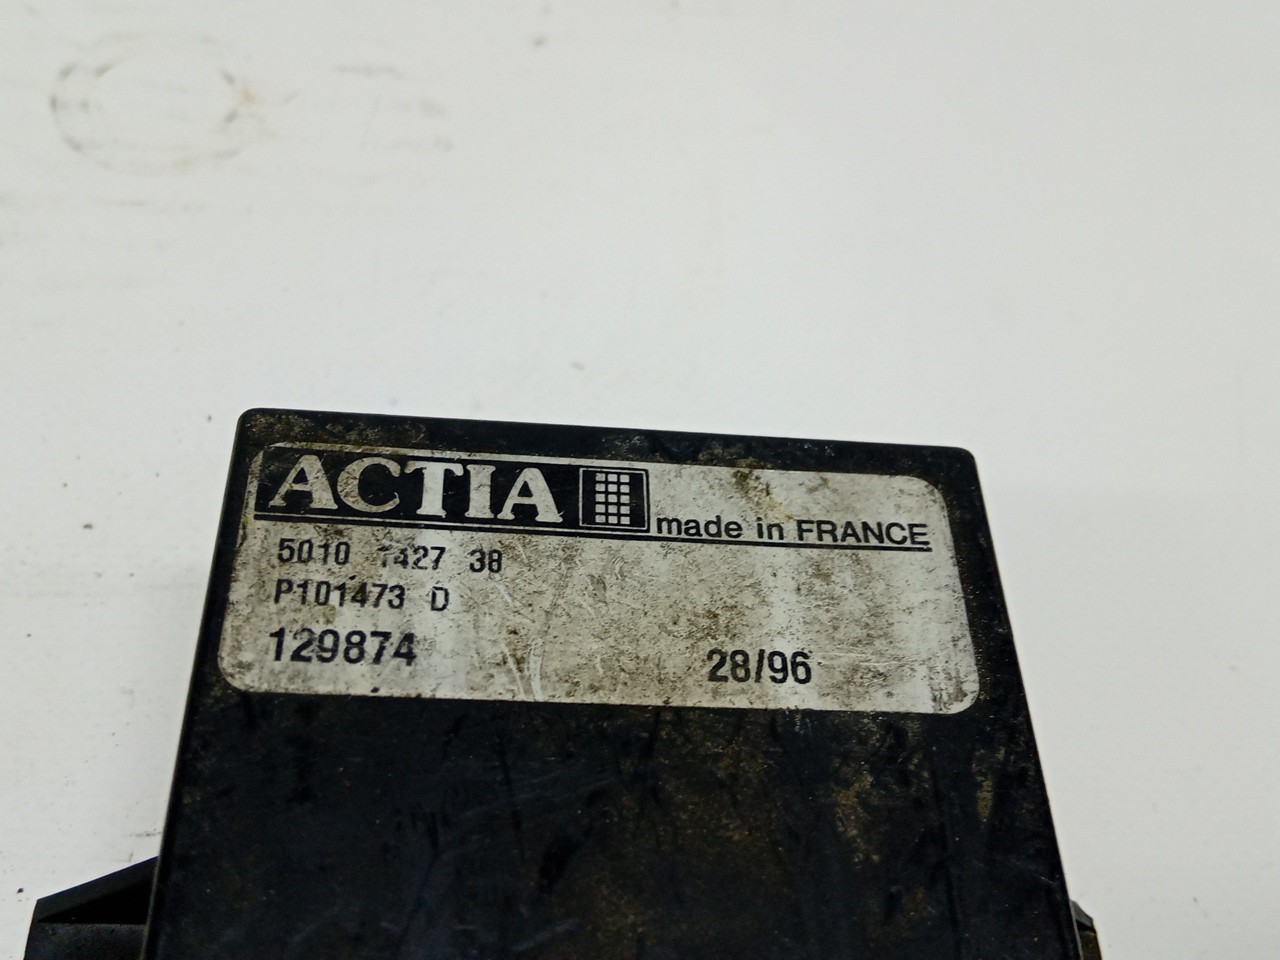 ACTIA made in FRANCE
5010 1427 38
P101473 D
129874 28/96